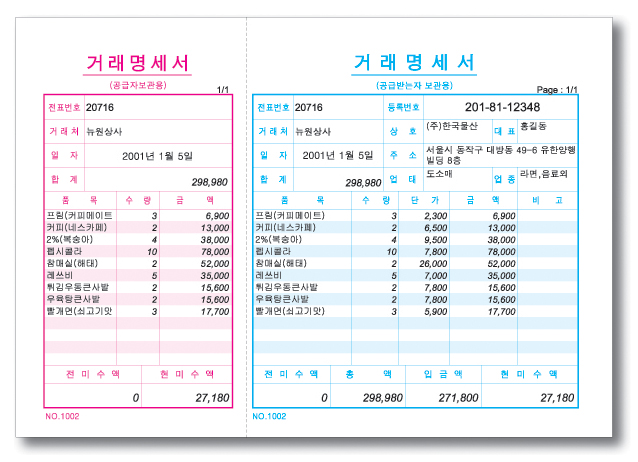 거래명세서
(공급자보관용)
1/1
전표번호 20716
거래처 뉴원상사
일 자 2001년 1월 5일
합 계 298,980
품 목 수 량 금 액
프림(커피메이트 3 6,900
커피(네스카페) 2 13,000
2%(복숭아) 4 38,000
펩시콜라 10 78,000
참매실(해태) 2 52,000
레쓰비 5 35,000
튀김우동큰사발 2 15,600
우육탕큰사발 2 15,600
빨개면(쇠고기맛 3 17,700
전 미 수 액 현 미 수 액
0 27,180
NO.1002
거래명세서
(공급받는자 보관용)
Page : 1/1
전표번호 20716 등록번호 201-81-12348
거래처 뉴원상사 상 호 (주)한국물산 대 표 홍길동
일 자 2001년 1월 5일 주 소 서울시 동작구 대방동 49-6 유한양행
빌딩 8층
합 계 298,980 업 태 도소매 업 종 라면,음료외
품 목 수 량 단 가 금 액 비 고
프림(커피메이트) 3 2,300 6,900
커피(네스카페) 2 6,500 13,000
2%(복숭아) 4 9,500 38,000
펩시콜라 10 7,800 78,000
참매실(해태) 2 26,000 52,000
레쓰비 5 7,000 35,000
튀김우동큰사발 2 7,800 15,600
우육탕큰사발 2 7,800 15,600
빨개면(쇠고기맛) 3 5,900 17,700
전 미 수 액 총 액 입 금 액 현 미 수 액
0 298,980 271,800 27,180
NO.1002